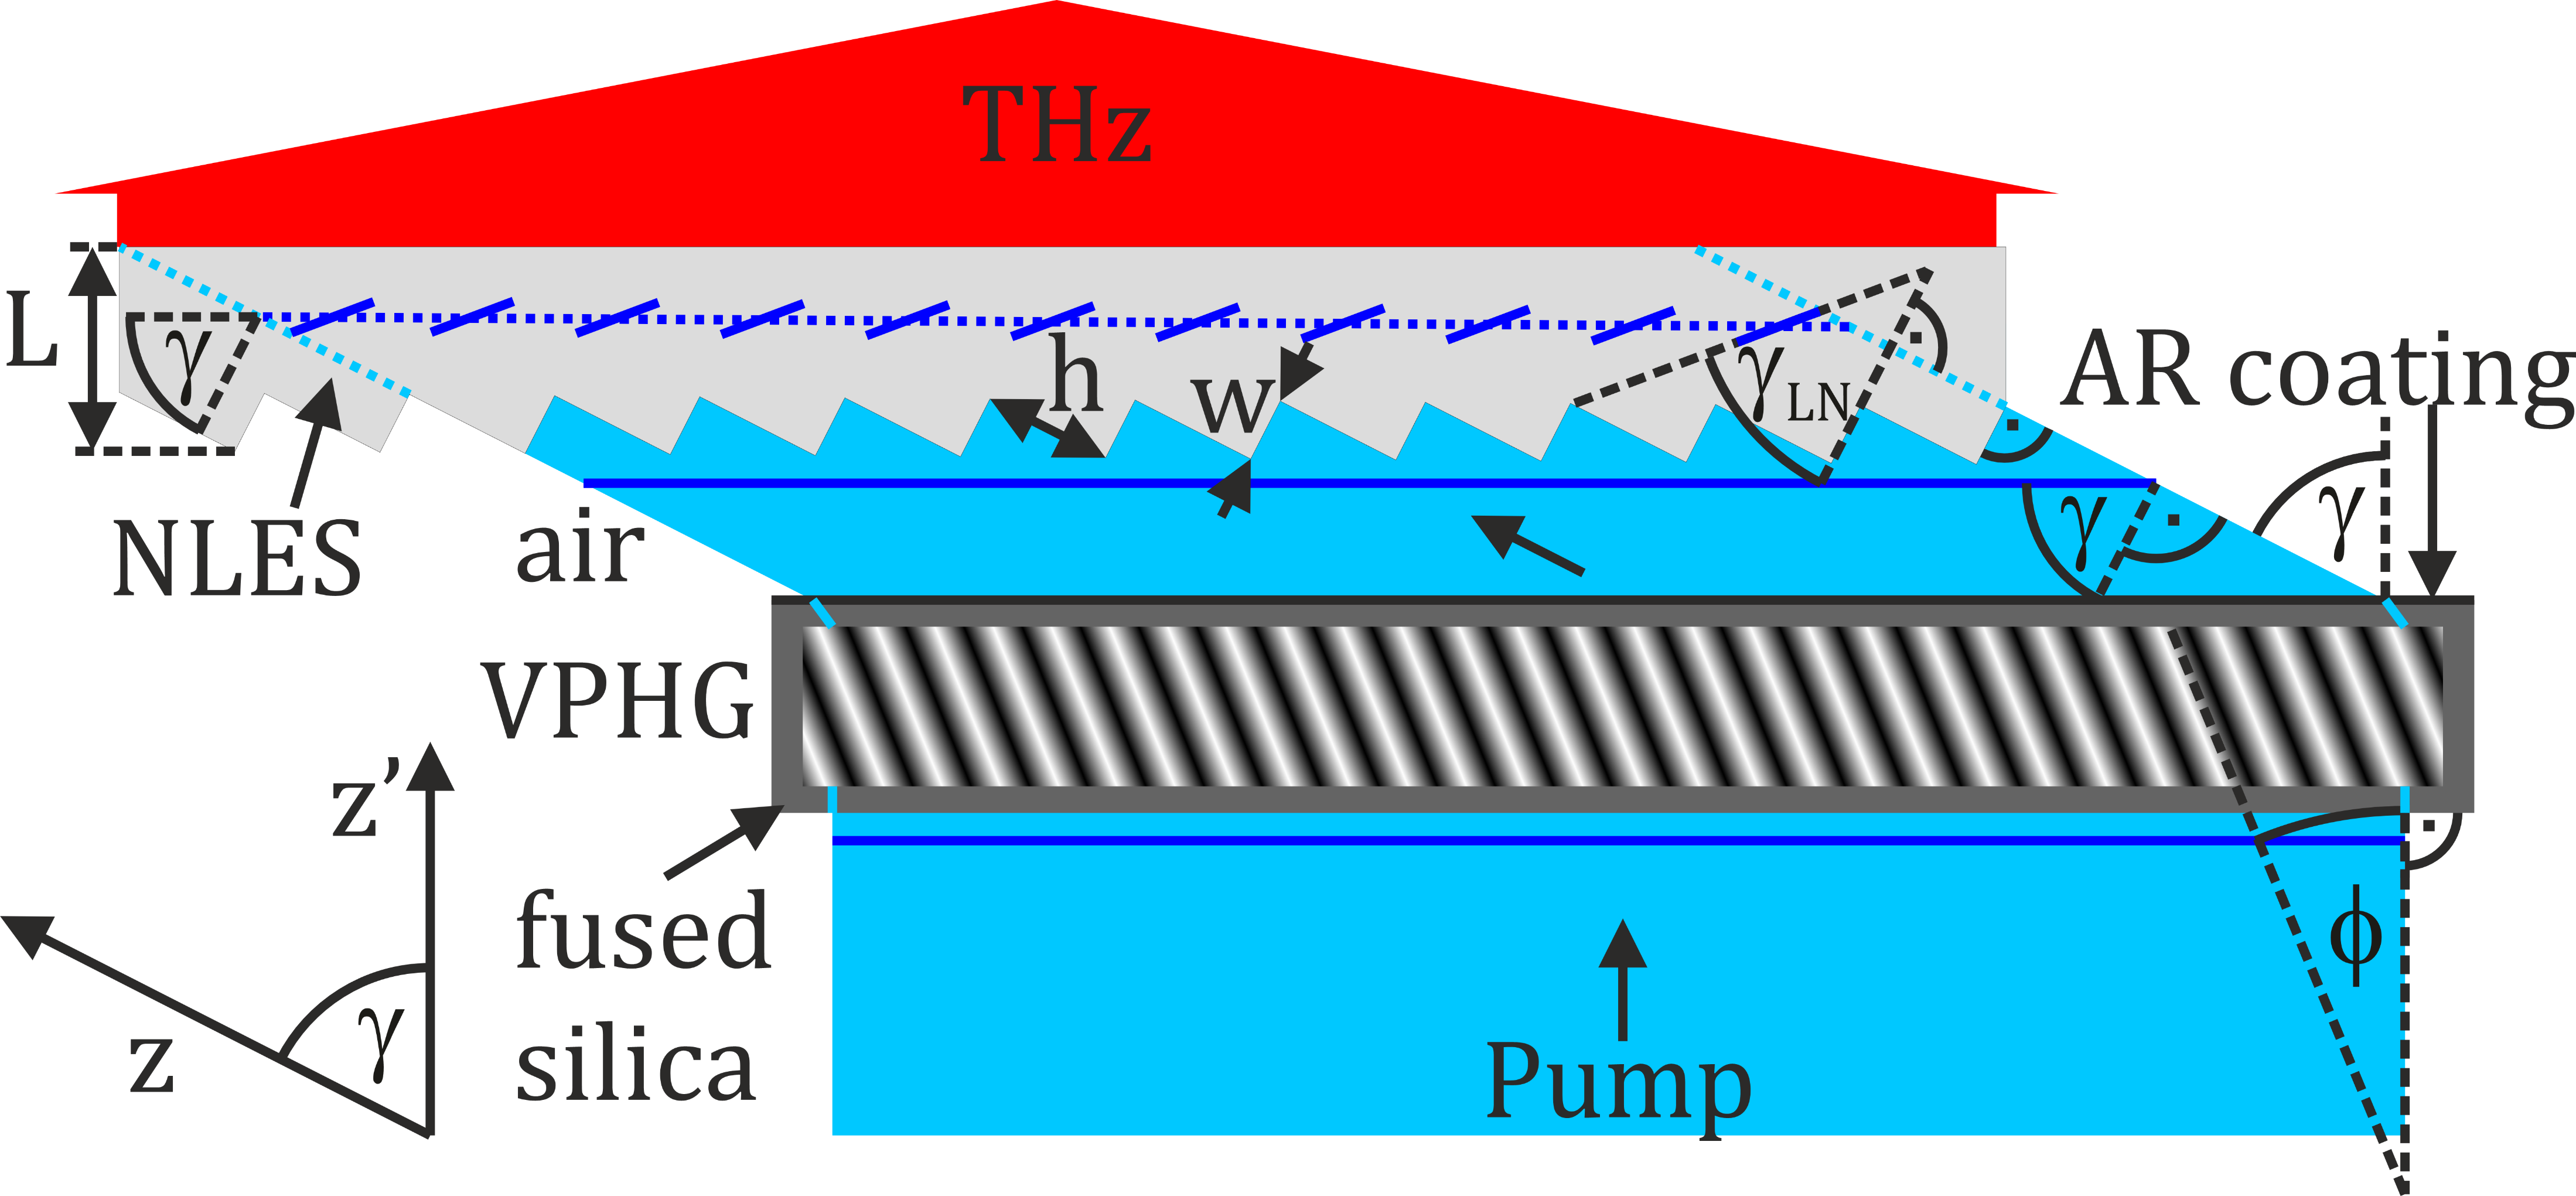 THz
L
γ
h
w
γLN
AR coating
NLES
air
γ
γ
VPHG
z’
fused
silica
z
γ
Pump
ϕ